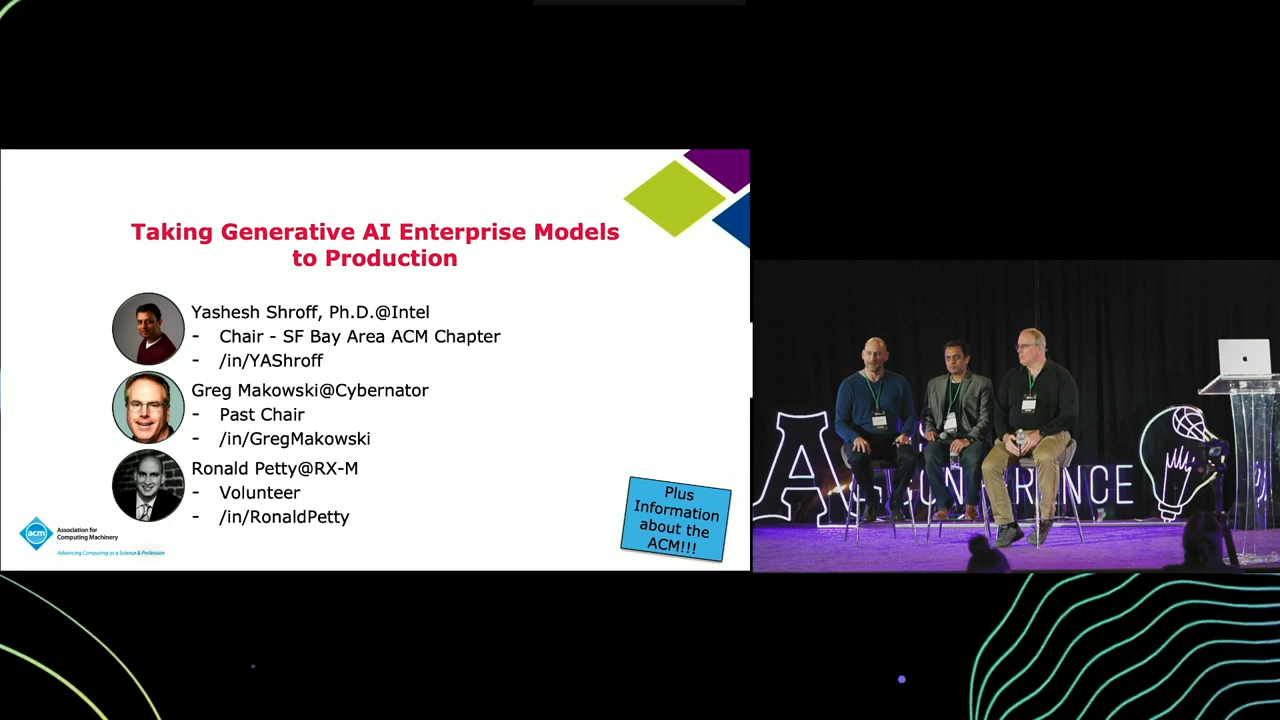 Taking Generative AI Enterprise Models
to Production
Yashesh Shroff, Ph.D.@Intel
- Chair - SF Bay Area ACM Chapter
- /in/YAShroff
Greg Makowski@Cybernator
- Past Chair
- /in/GregMakowski
Ronald Petty@RX-M
- Volunteer
- /in/RonaldPetty
Plus
Information
about the
ACM!!!
acm
Association for
Computing Machinery
Advancing Computing as a Science & Profession